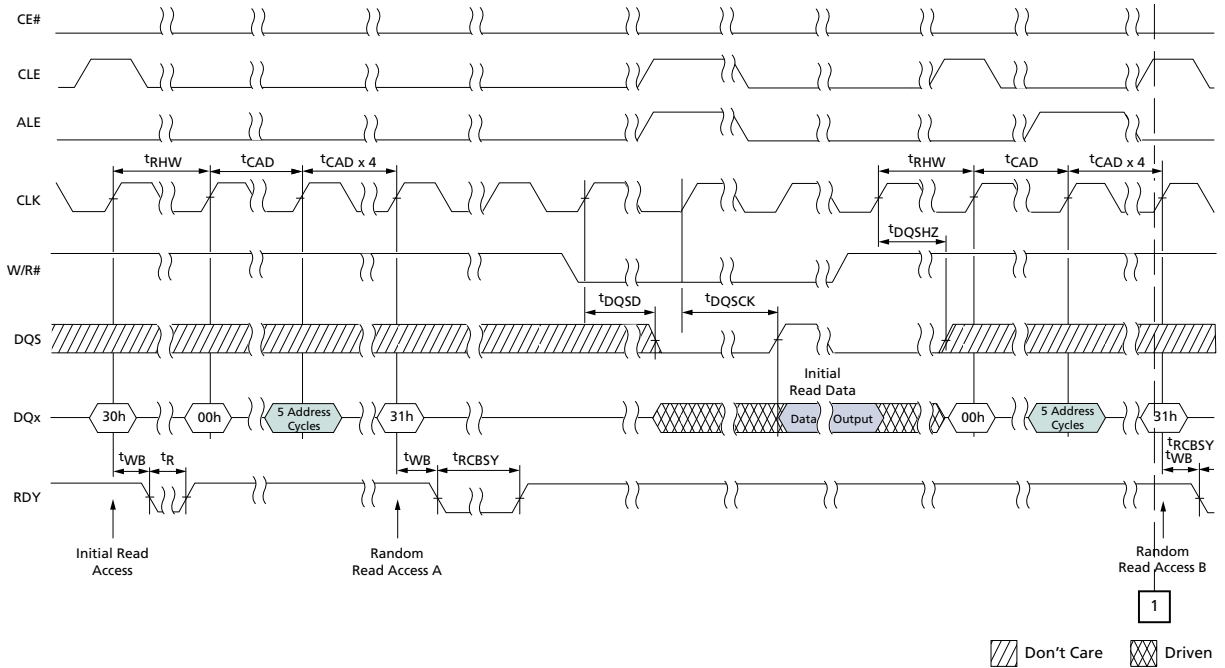 CE#
CLE
ALE
tRHW
tCAD
tCAD x 4
tRHW
tCAD
tCAD x 4
CLK
tDQSHZ
W/R#
tDQSD
tDQSCK
DQS
Initial
Read Data
DQx
30h
00h
5 Address
Cycles
31h
Data
Output
00h
5 Address
Cycles
31h
tWB
tR
tWB
tRCBSY
tRCBSY
tWB
RDY
Initial Read
Access
Random
Read Access A
Random
Read Access B
1
Don't Care
Driven